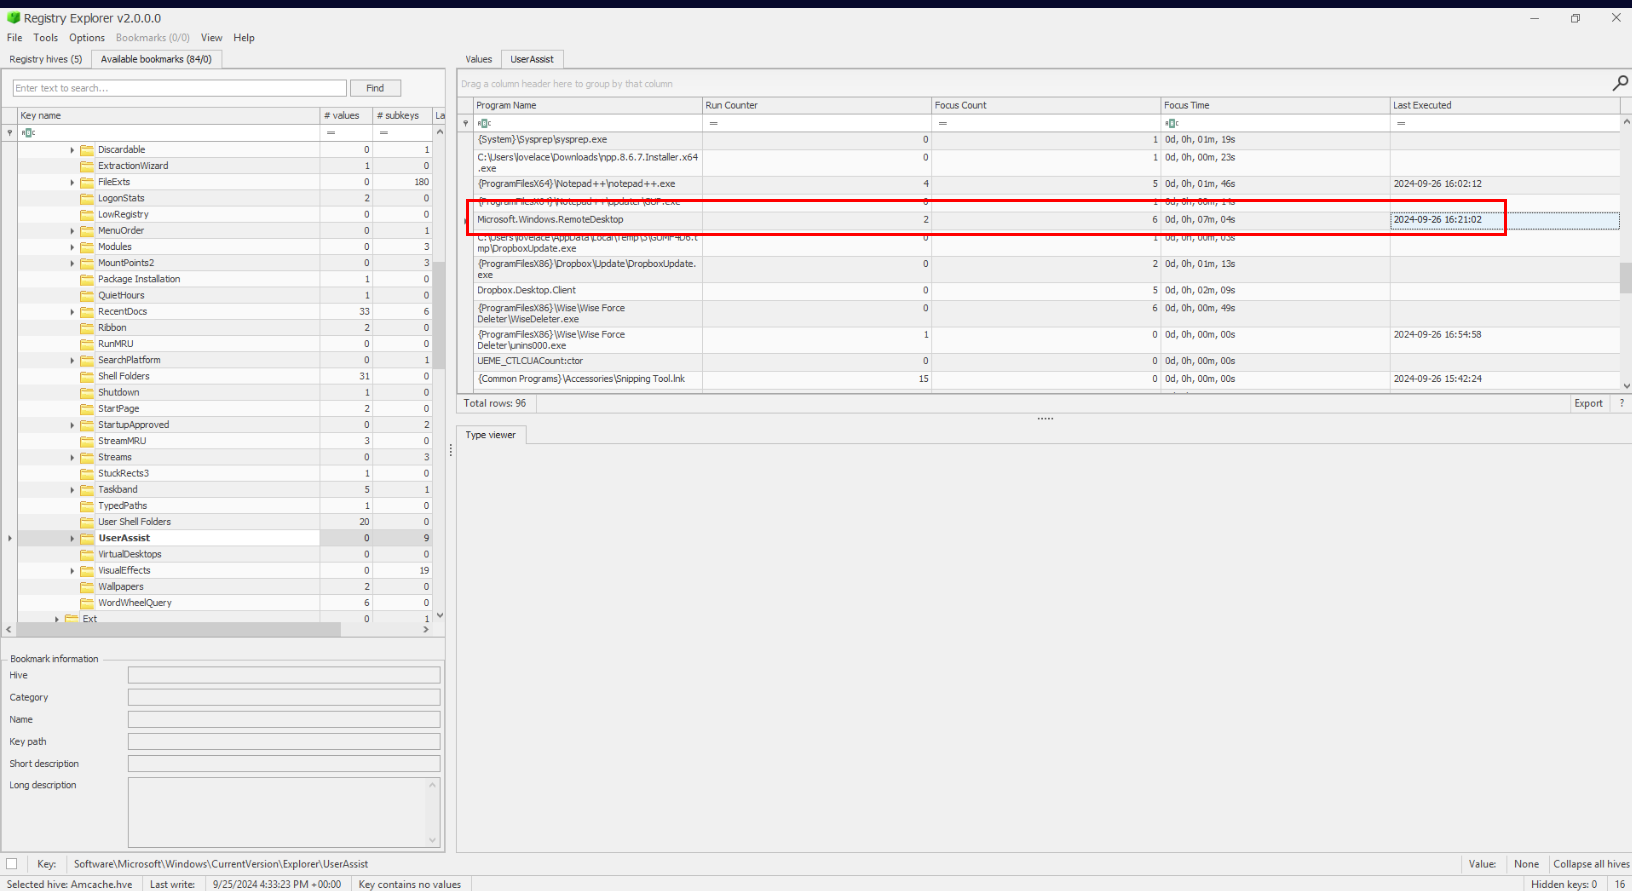 Registry Explorer v2.0.0.0
File Tools Options Bookmarks (0/0) View Help
Registry hives (5) Available bookmarks (84/0)
Enter text to search... Find
Key name # values # subkeys La
= =
Discardable 0 1
ExtractionWizard 1 0
FileExts 0 180
LogonStats 2 0
LowRegistry 0 0
MenuOrder 0 1
Modules 0 3
MountPoints2 0 3
Package Installation 1 0
QuietHours 1 0
RecentDocs 33 6
Ribbon 2 0
RunMRU 0 0
SearchPlatform 0 1
Shell Folders 31 0
Shutdown 1 0
StartPage 2 0
StartupApproved 0 2
StreamMRU 3 0
Streams 0 3
StuckRects3 1 0
Taskband 5 1
TypedPaths 1 0
User Shell Folders 20 0
UserAssist 0 9
VirtualDesktops 0 0
VisualEffects 0 19
Wallpapers 2 0
WordWheelQuery 6 0
Ext 0 1
Bookmark information
Hive
Category
Name
Key path
Short description
Long description
Values UserAssist
Drag a column header here to group by that column
Program Name Run Counter Focus Count Focus Time Last Executed
= = =
{System}\Sysprep\sysprep.exe 0 1 0d, 0h, 01m, 19s
C:\Users\lovelace\Downloads\npp.8.6.7.Installer.x64
.exe 0 1 0d, 0h, 00m, 23s
{ProgramFilesX64}\Notepad++\notepad++.exe 4 5 0d, 0h, 01m, 46s 2024-09-26 16:02:12
{ProgramFilesX64}\Notepad++\updater\GUP.exe 0 1 0d, 0h, 00m, 14s
Microsoft.Windows.RemoteDesktop 2 6 0d, 0h, 07m, 04s 2024-09-26 16:21:02
C:\Users\lovelace\AppData\Local\Temp\3\GUMF4D6.t
mp\DropboxUpdate.exe 0 1 0d, 0h, 00m, 03s
{ProgramFilesX86}\Dropbox\Update\DropboxUpdate.
exe 0 2 0d, 0h, 01m, 13s
Dropbox.Desktop.Client 0 5 0d, 0h, 02m, 09s
{ProgramFilesX86}\Wise\Wise Force
Deleter\WiseDeleter.exe 0 6 0d, 0h, 00m, 49s
{ProgramFilesX86}\Wise\Wise Force
Deleter\unins000.exe 1 0 0d, 0h, 00m, 00s 2024-09-26 16:54:58
UEME_CTLCUACount:ctor 0 0 0d, 0h, 00m, 00s
{Common Programs}\Accessories\Snipping Tool.lnk 15 0 0d, 0h, 00m, 00s 2024-09-26 15:42:24
Total rows: 96 Export ?
Type viewer
Key: Software\Microsoft\Windows\CurrentVersion\Explorer\UserAssist Value: None Collapse all hives
Selected hive: Amcache.hve Last write: 9/25/2024 4:33:23 PM +00:00 Key contains no values Hidden keys: 0 16